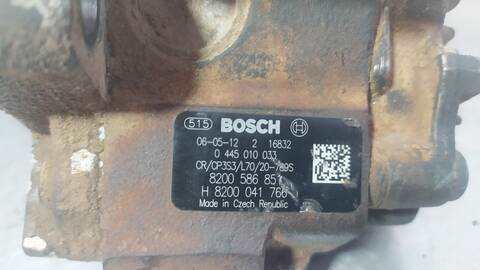 515 BOSCH
06-05-12 2 16832
0 445 010 033
CR/CP3S3/L70/20-789S
8200 586 851
H 8200 041 766
Made in Czech Republic